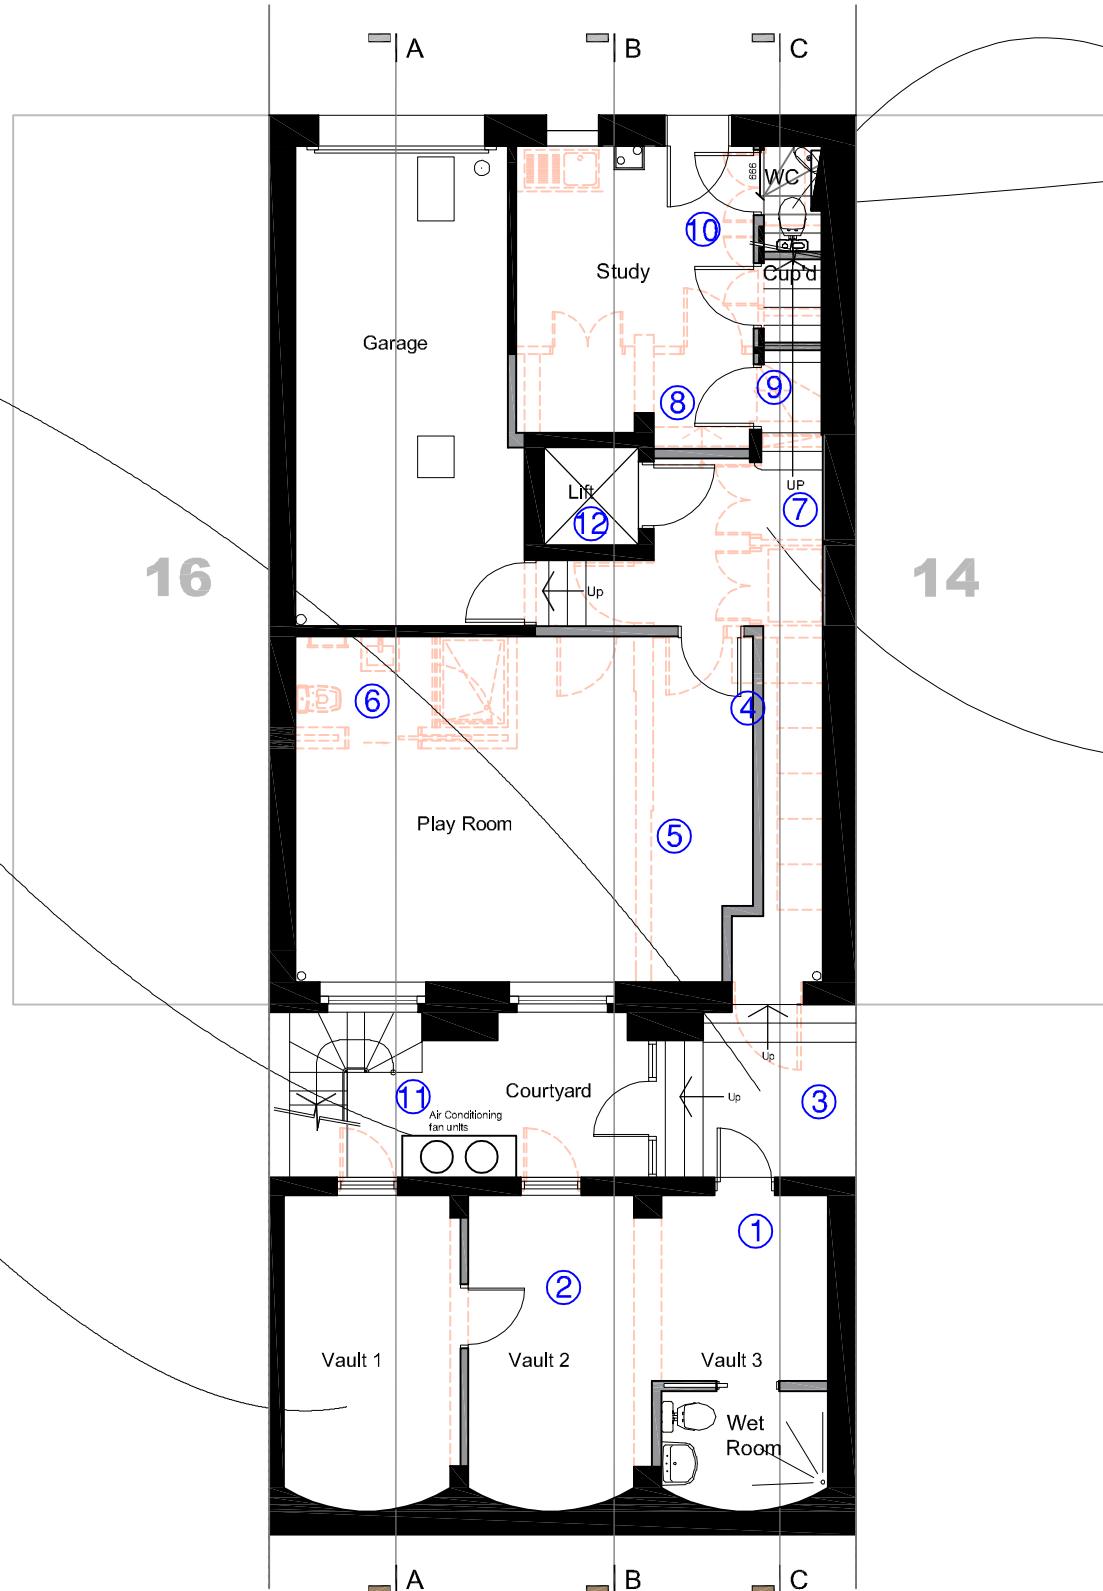 A
B
C
999
WC
10
Study
Cup'd
Garage
9
8
UP
Lift
7
12
16
14
Up
6
4
Play Room
5
Up
Courtyard
11
Up
3
Air Conditioning
fan units
1
2
Vault 1
Vault 2
Vault 3
Wet
Room
A
B
C